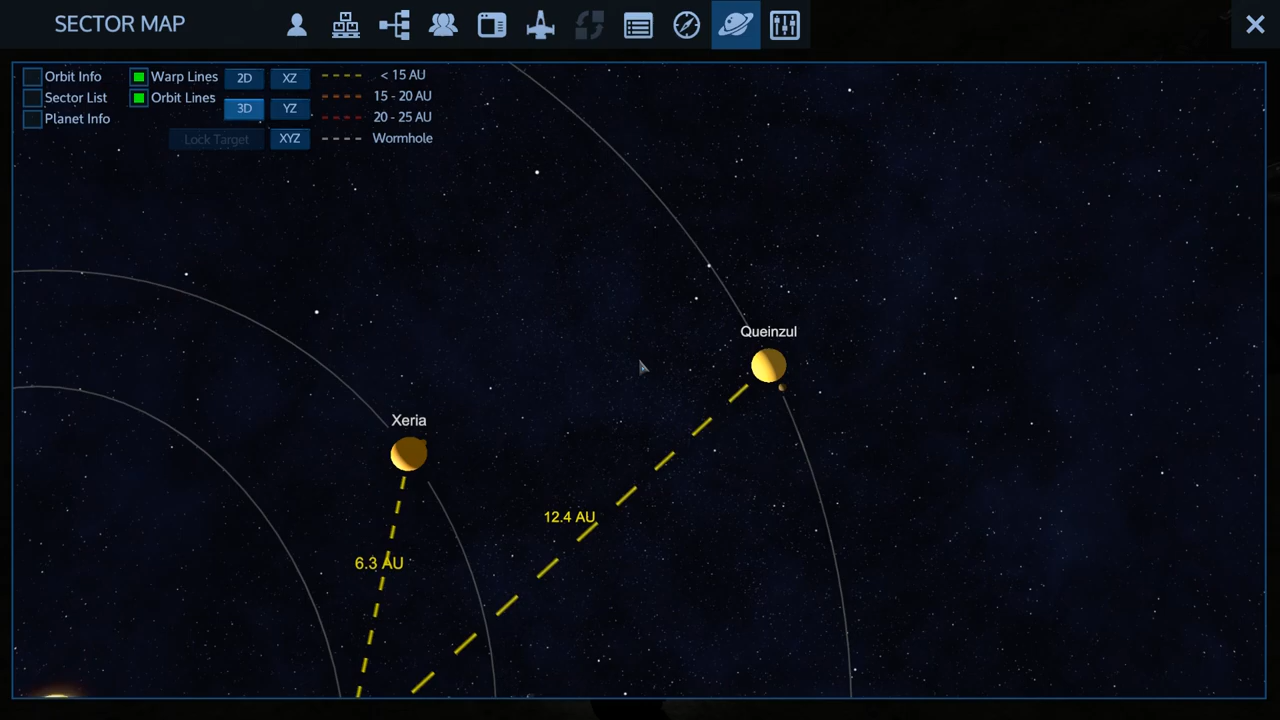 SECTOR MAP
Orbit Info
Warp Lines
2D
XZ
< 15 AU
Sector List
Orbit Lines
3D
YZ
15 - 20 AU
Planet Info
20 - 25 AU
Lock Target
XYZ
Wormhole
Queinzul
Xeria
12.4 AU
6.3 AU